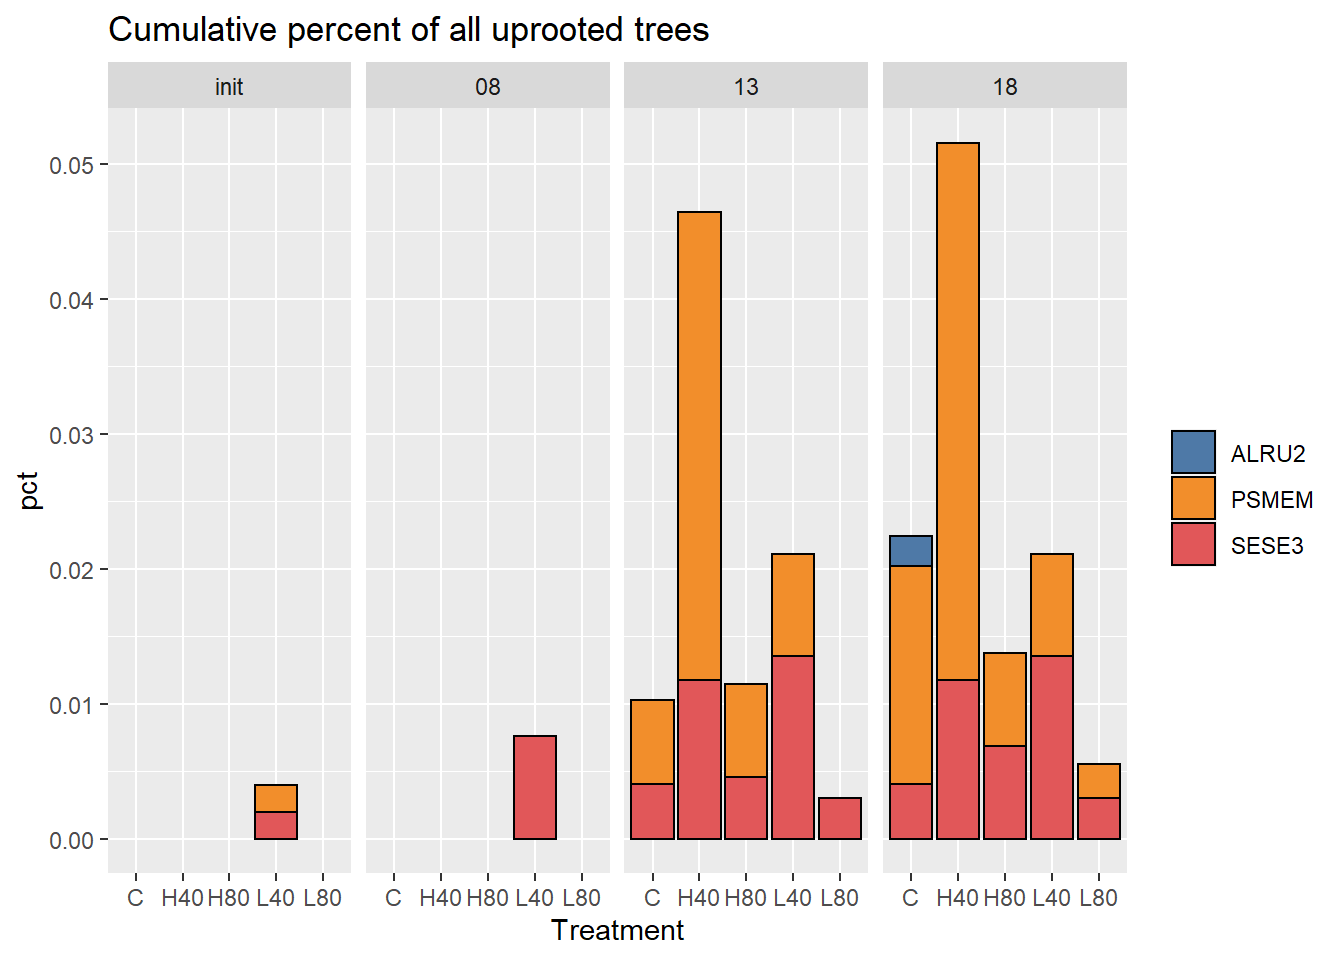 Cumulative percent of all uprooted trees
init 08 13 18
0.05
0.04
0.03
0.02
0.01
0.00
pct
C H40 H80 L40 L80 C H40 H80 L40 L80 C H40 H80 L40 L80 C H40 H80 L40 L80
Treatment
ALRU2
PSMEM
SESE3